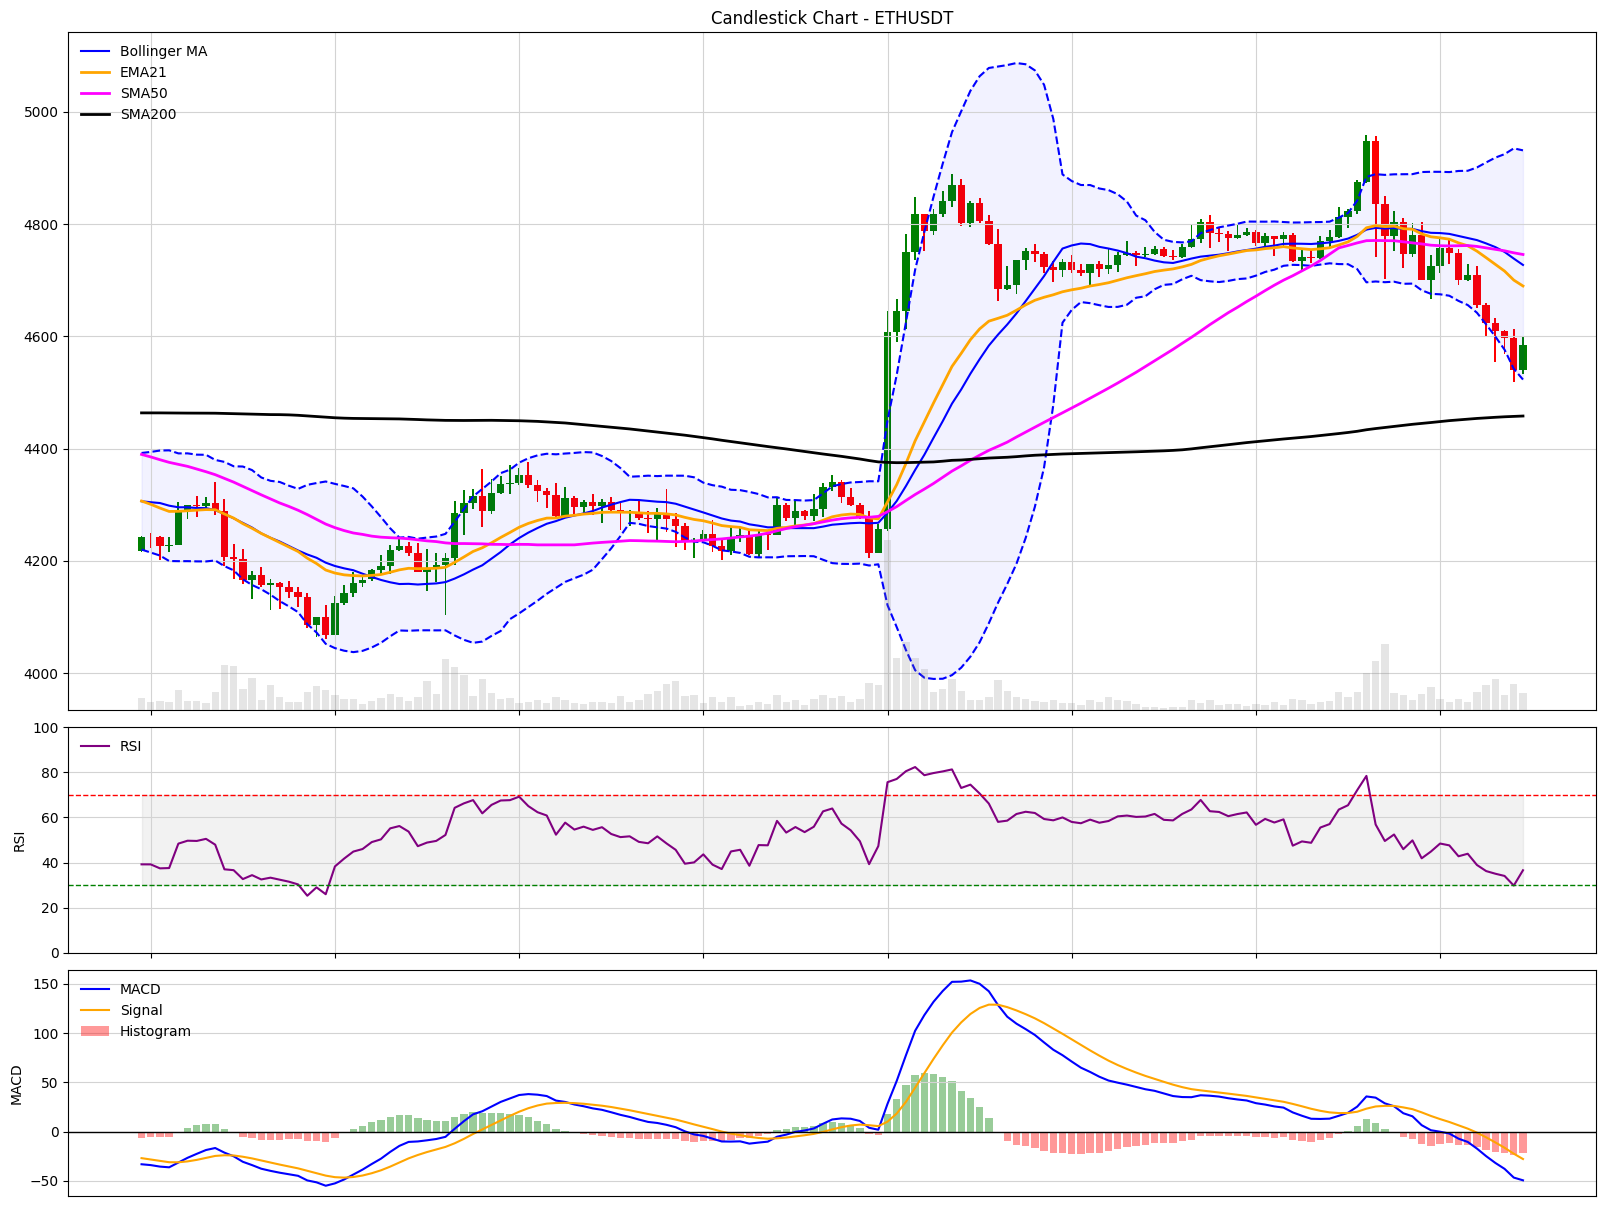 Candlestick Chart - ETHUSDT
Bollinger MA
EMA21
SMA50
SMA200
5000
4800
4600
4400
4200
4000
RSI
100
80
60
40
20
0
RSI
MACD
Signal
Histogram
150
100
50
0
−50
MACD